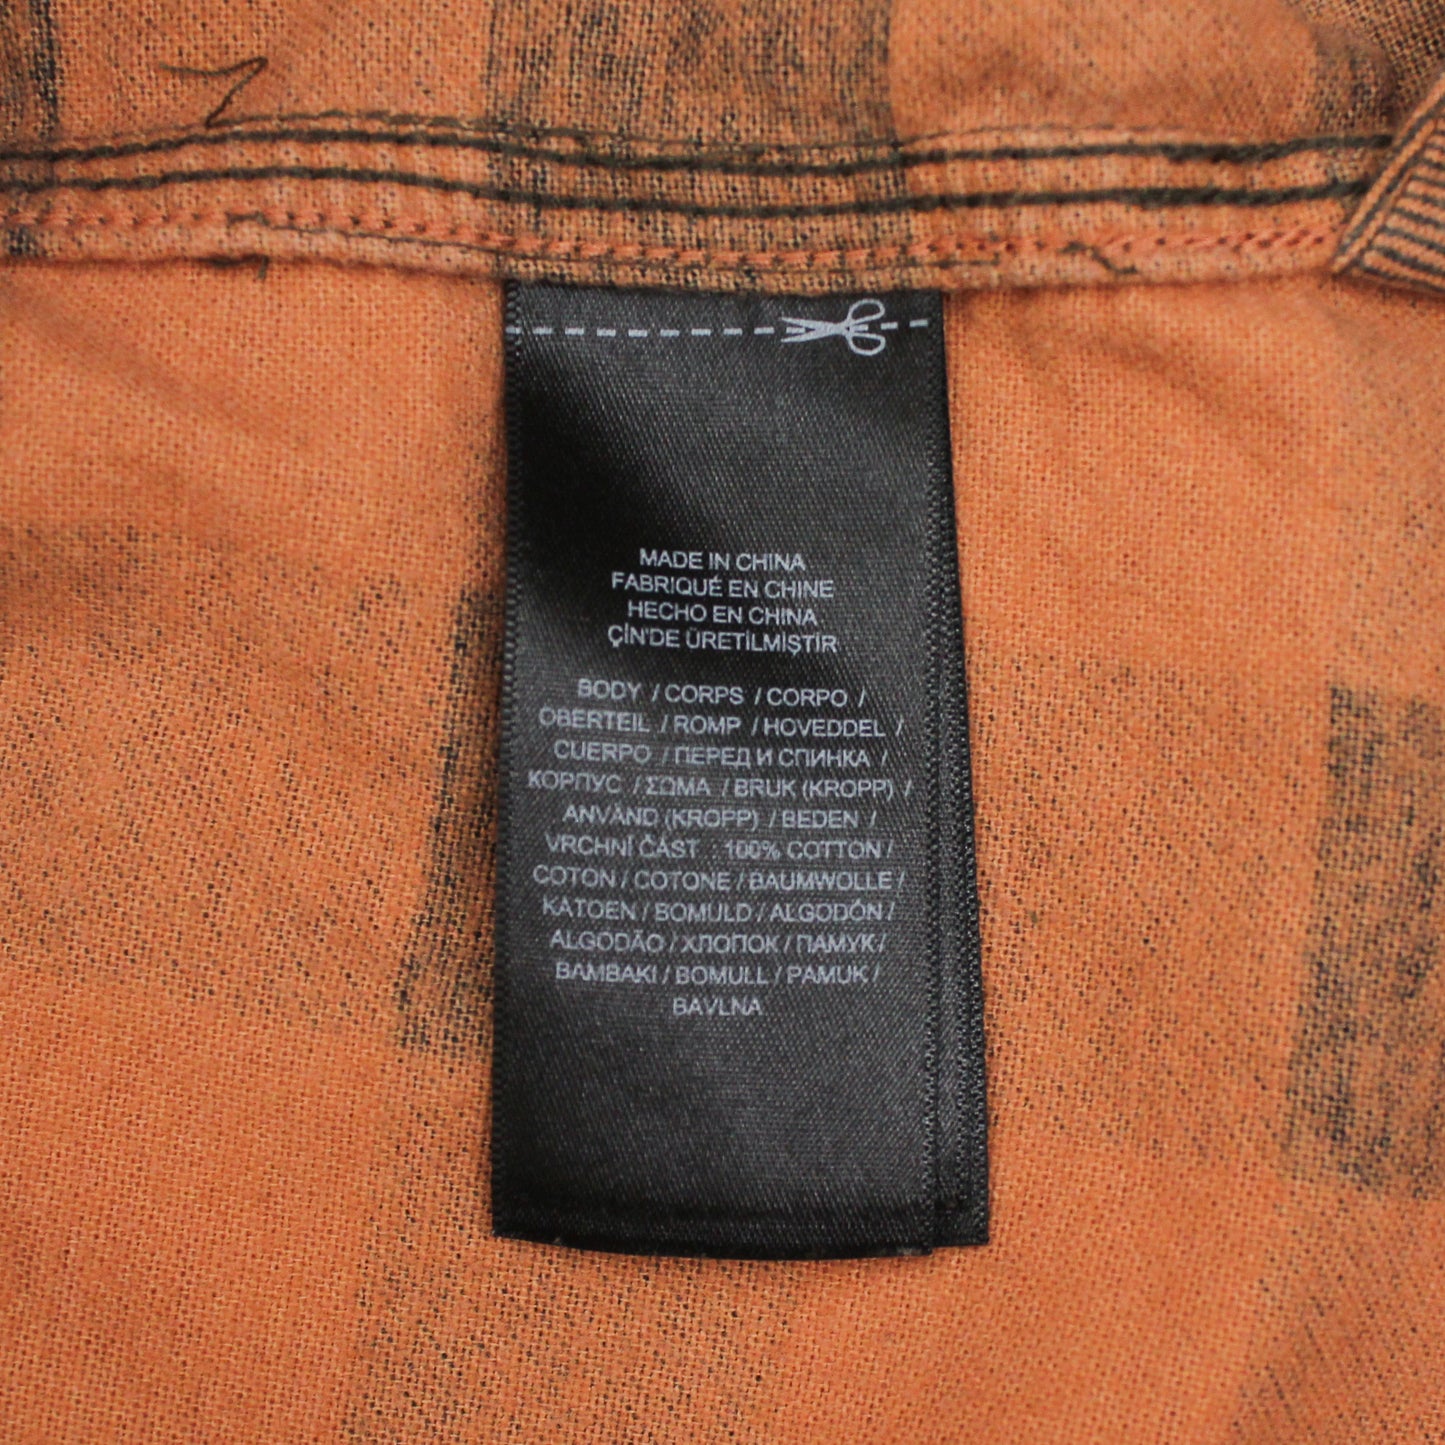 MADE IN CHINA
FABRIQUÉ EN CHINE
HECHO EN CHINA
ÇİN'DE ÜRETİLMİŞTİR
BODY / CORPS / CORPO /
OBERTEIL / ROMP / HOVEDDEL /
CUERPO / ПЕРЕД И СПИНКА /
КОРПУС / ΣΩΜΑ / BRUK (KROPP) /
ANVÄND (KROPP) / BEDEN /
VRCHNÍ ČÁST : 100% COTTON /
COTON / COTONE / BAUMWOLLE /
KATOEN / BOMULD / ALGODÓN /
ALGODÃO / ХЛОПОК / ПАМУК /
BAMBAKI / BOMULL / PAMUK /
BAVLNA